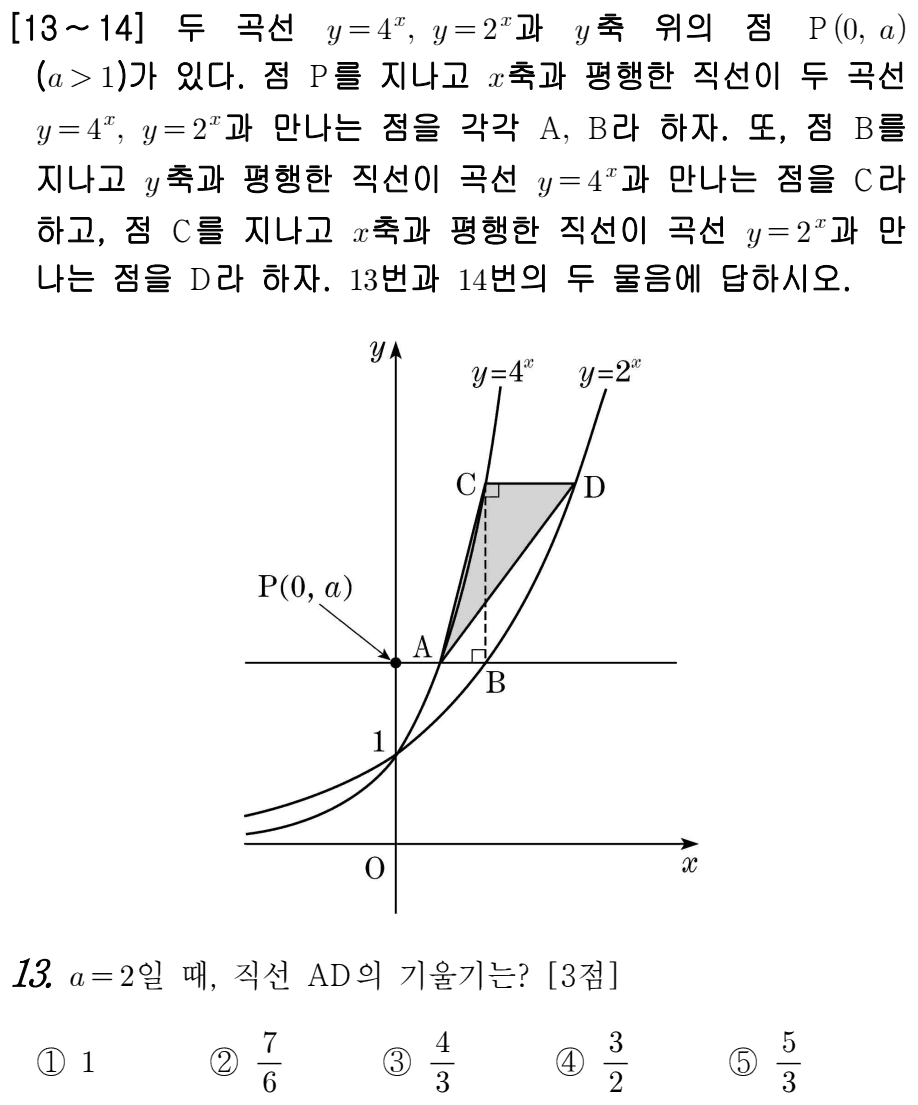 [13～14] 두 곡선 y=4^x, y=2^x과 y축 위의 점 P(0, a)
(a>1)가 있다. 점 P를 지나고 x축과 평행한 직선이 두 곡선
y=4^x, y=2^x과 만나는 점을 각각 A, B라 하자. 또, 점 B를
지나고 y축과 평행한 직선이 곡선 y=4^x과 만나는 점을 C라
하고, 점 C를 지나고 x축과 평행한 직선이 곡선 y=2^x과 만
나는 점을 D라 하자. 13번과 14번의 두 물음에 답하시오.
y
y=4^x y=2^x
C D
P(0, a)
A
B
1
O x
13. a=2일 때, 직선 AD의 기울기는? [3점]
① 1 ② 7/6 ③ 4/3 ④ 3/2 ⑤ 5/3